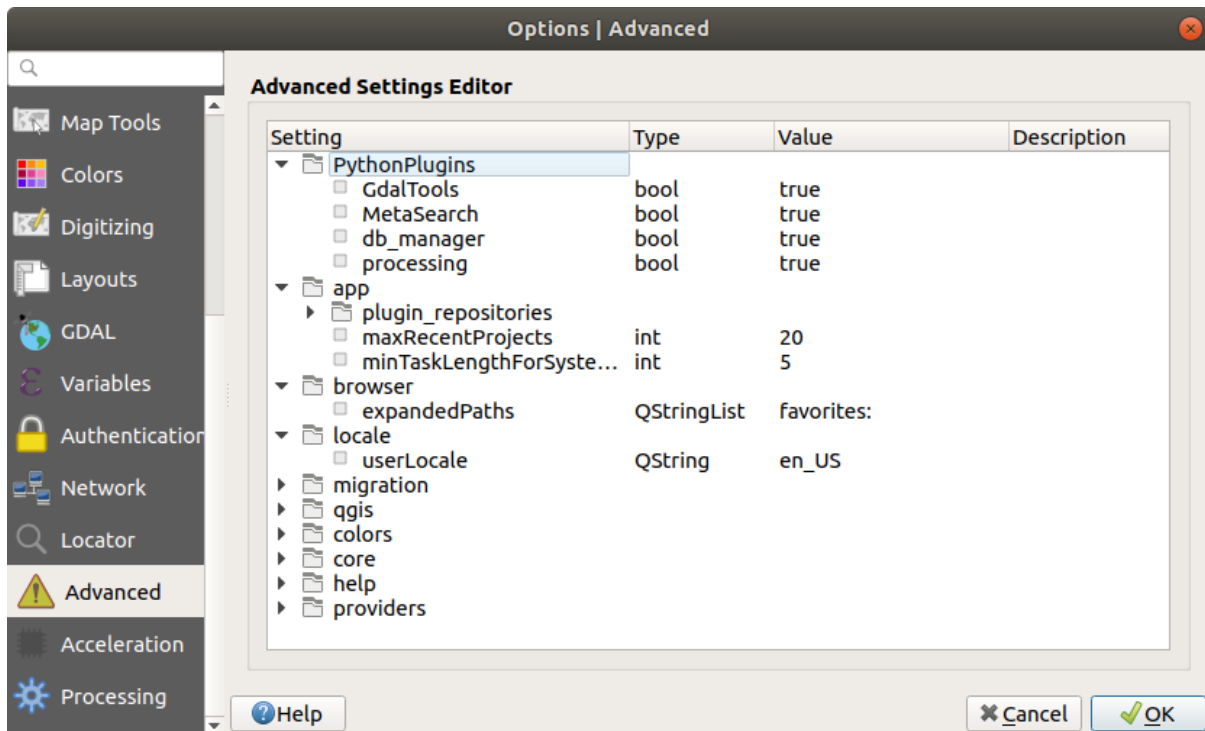 Options | Advanced
Map Tools
Colors
Digitizing
Layouts
GDAL
Variables
Authentication
Network
Locator
Advanced
Acceleration
Processing
Advanced Settings Editor
Setting Type Value Description
PythonPlugins
GdalTools bool true
MetaSearch bool true
db_manager bool true
processing bool true
app
plugin_repositories
maxRecentProjects int 20
minTaskLengthForSyste... int 5
browser
expandedPaths QStringList favorites:
locale
userLocale QString en_US
migration
qgis
colors
core
help
providers
Help Cancel OK